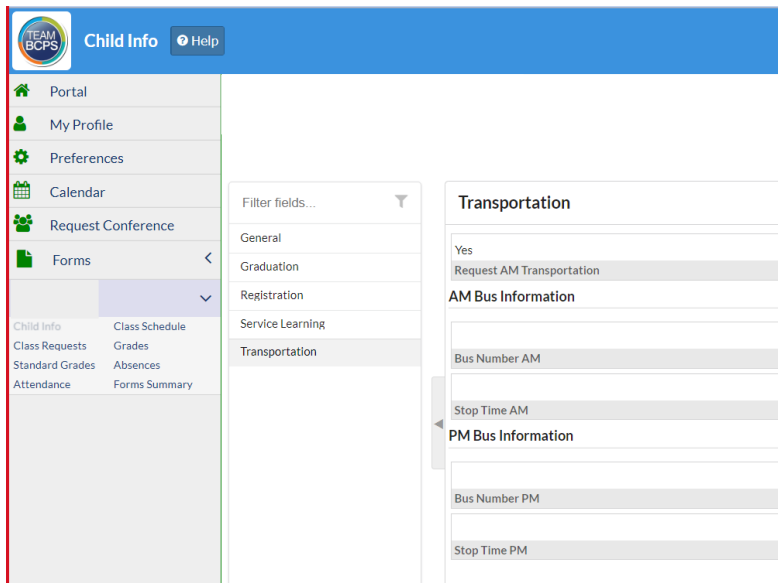 TEAM
BCPS
Child Info
Help
Portal
My Profile
Preferences
Calendar
Request Conference
Forms
Child Info Class Schedule
Class Requests Grades
Standard Grades Absences
Attendance Forms Summary
Filter fields...
General
Graduation
Registration
Service Learning
Transportation
Transportation
Yes
Request AM Transportation
AM Bus Information
Bus Number AM
Stop Time AM
PM Bus Information
Bus Number PM
Stop Time PM